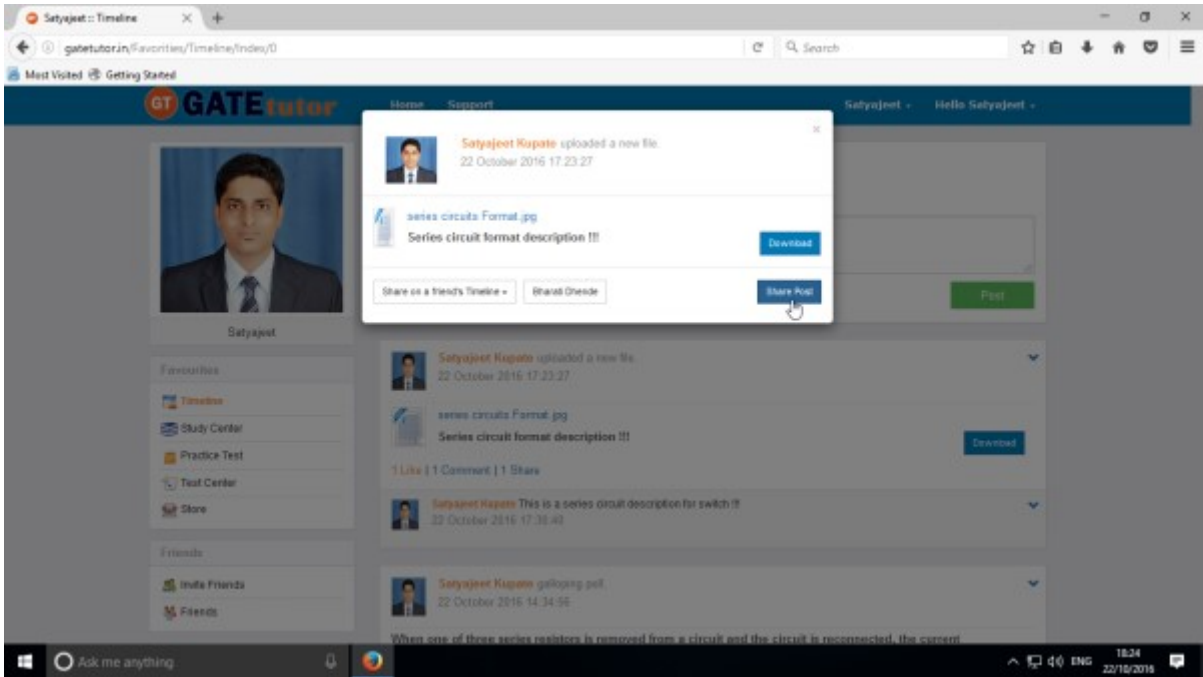 Satyajeet :: Timeline
gatetutor.in/Favorties/Timeline/Index/0
Search
Most Visited Getting Started
GT GATEtutor Home Support Satyajeet Hello Satyajeet
Satyajeet Kupate uploaded a new file.
22 October 2016 17:23:27
series circuits Format.jpg
Series circuit format description !!!
Download
Share on a friend's Timeline
Bharati Dhende
Share Post
Post
Satyajeet
Favourites
Timeline
Study Center
Practice Test
Test Center
Store
Friends
Invite Friends
Friends
Satyajeet Kupate uploaded a new file.
22 October 2016 17:23:27
series circuits Format.jpg
Series circuit format description !!!
Download
1 Like | 1 Comment | 1 Share
Satyajeet Kupate This is a series circuit description for switch !!!
22 October 2016 17:38:40
Satyajeet Kupate galloping poll.
22 October 2016 14:34:56
When one of three series resistors is removed from a circuit and the circuit is reconnected, the current
Ask me anything
ENG
18:24
22/10/2016